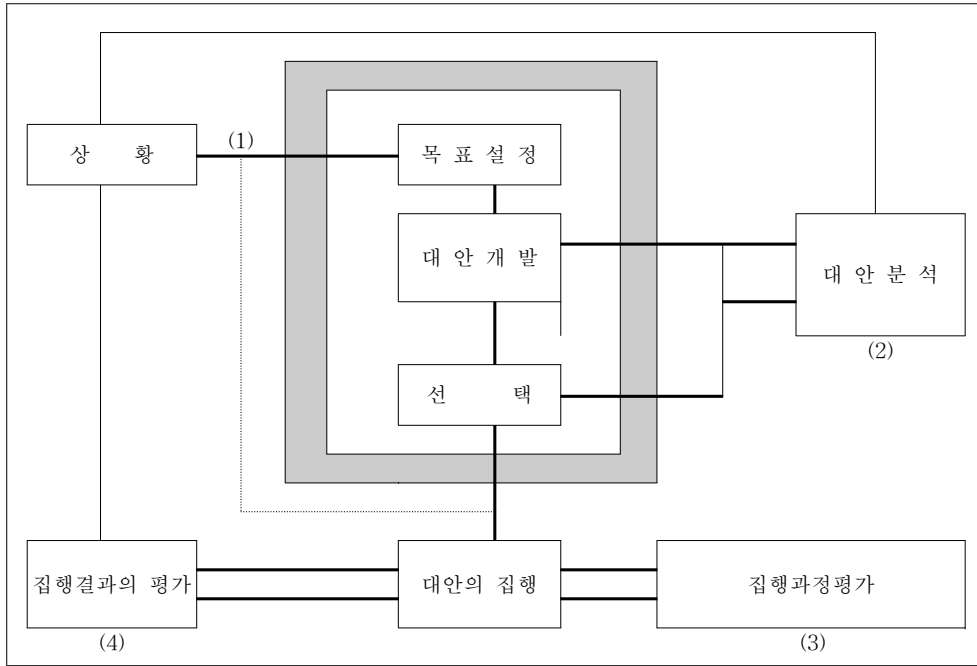 상 황
(1)
목 표 설 정
대 안 개 발
대 안 분 석
(2)
선 택
집행결과의 평가
대안의 집행
집행과정평가
(4)
(3)